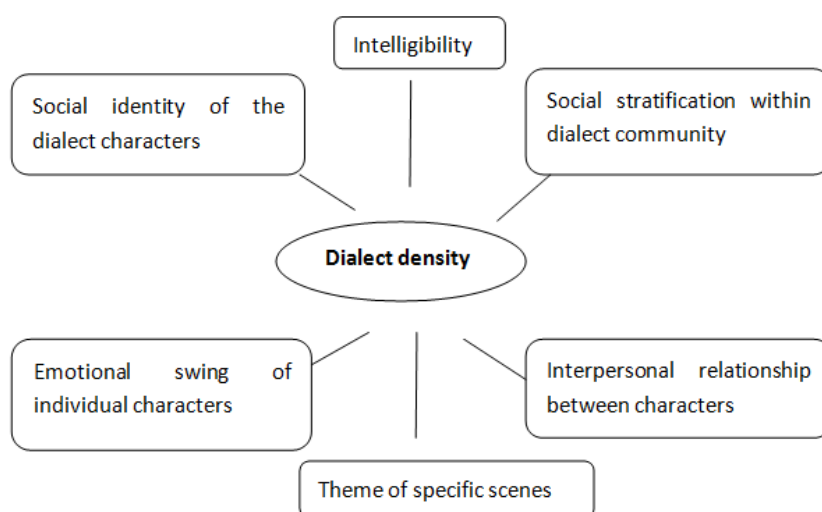 Intelligibility
Social identity of the
dialect characters
Social stratification within
dialect community
Dialect density
Emotional swing of
individual characters
Interpersonal relationship
between characters
Theme of specific scenes